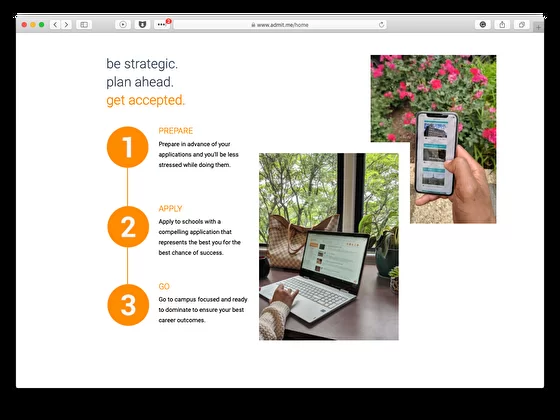 www.admit.me/home
be strategic.
plan ahead.
get accepted.
1
PREPARE
Prepare in advance of your
applications and you'll be less
stressed while doing them.
2
APPLY
Apply to schools with a
compelling application that
represents the best you for the
best chance of success.
3
GO
Go to campus focused and ready
to dominate to ensure your best
career outcomes.